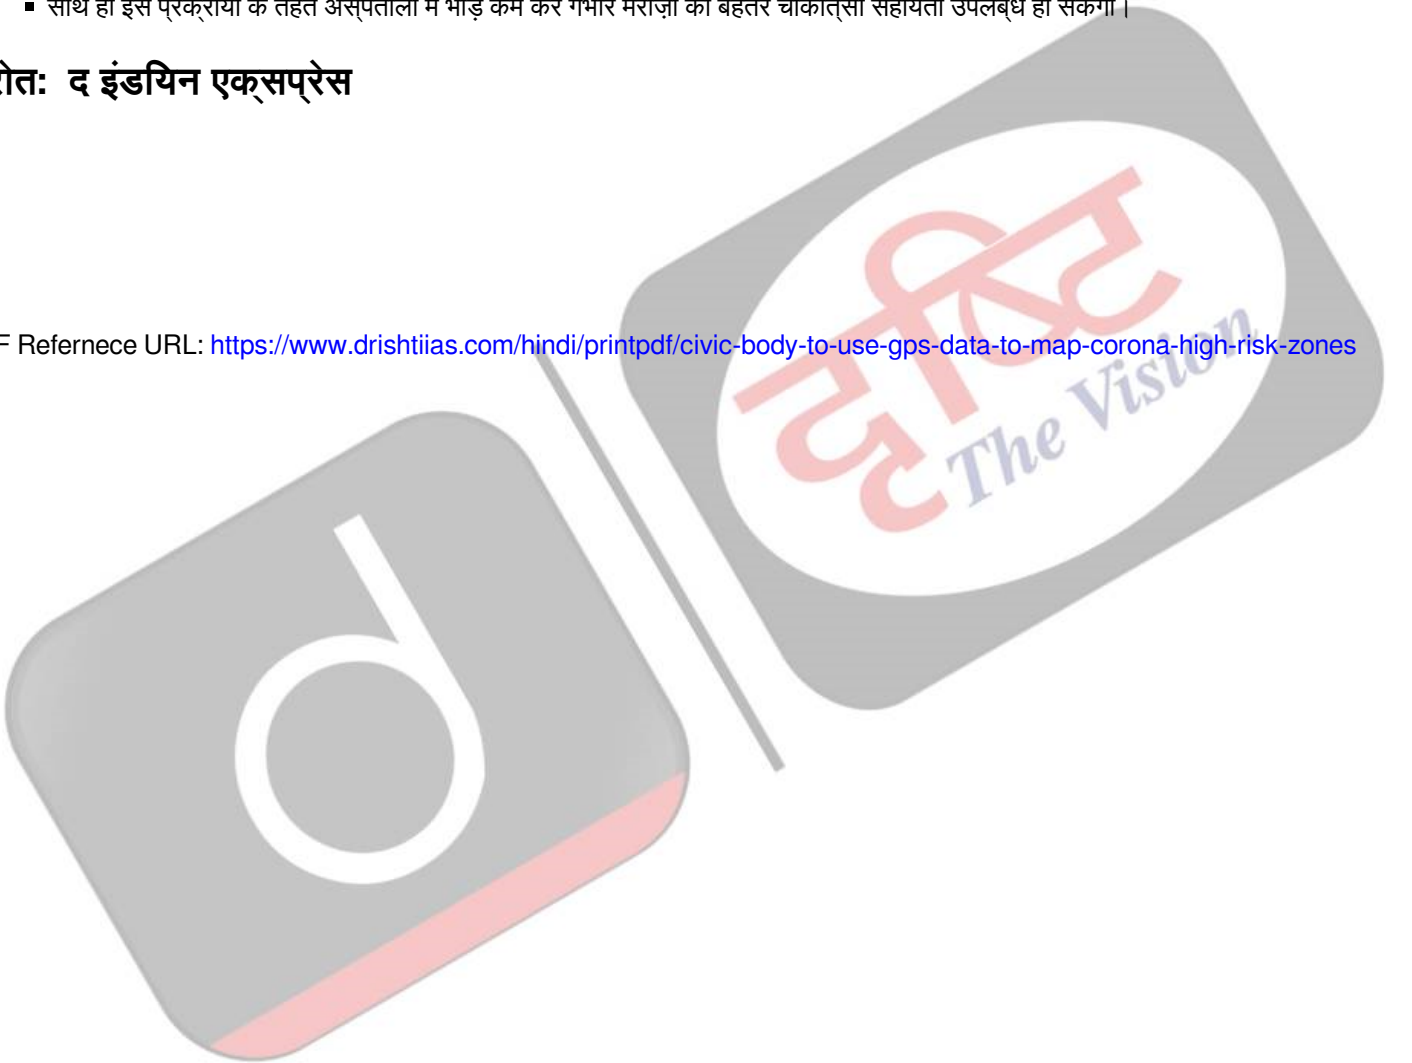 ▪ साथ ही इस प्रक्रिया के तहत अस्पतालों में भीड़ कम कर गंभीर मरीज़ों को बेहतर चिकित्सा सहायता उपलब्ध हो सकेगी।
रोत: द इंडियन एक्सप्रेस
F Refernece URL: https://www.drishtiias.com/hindi/printpdf/civic-body-to-use-gps-data-to-map-corona-high-risk-zones
दृष्टि
The Vision
d